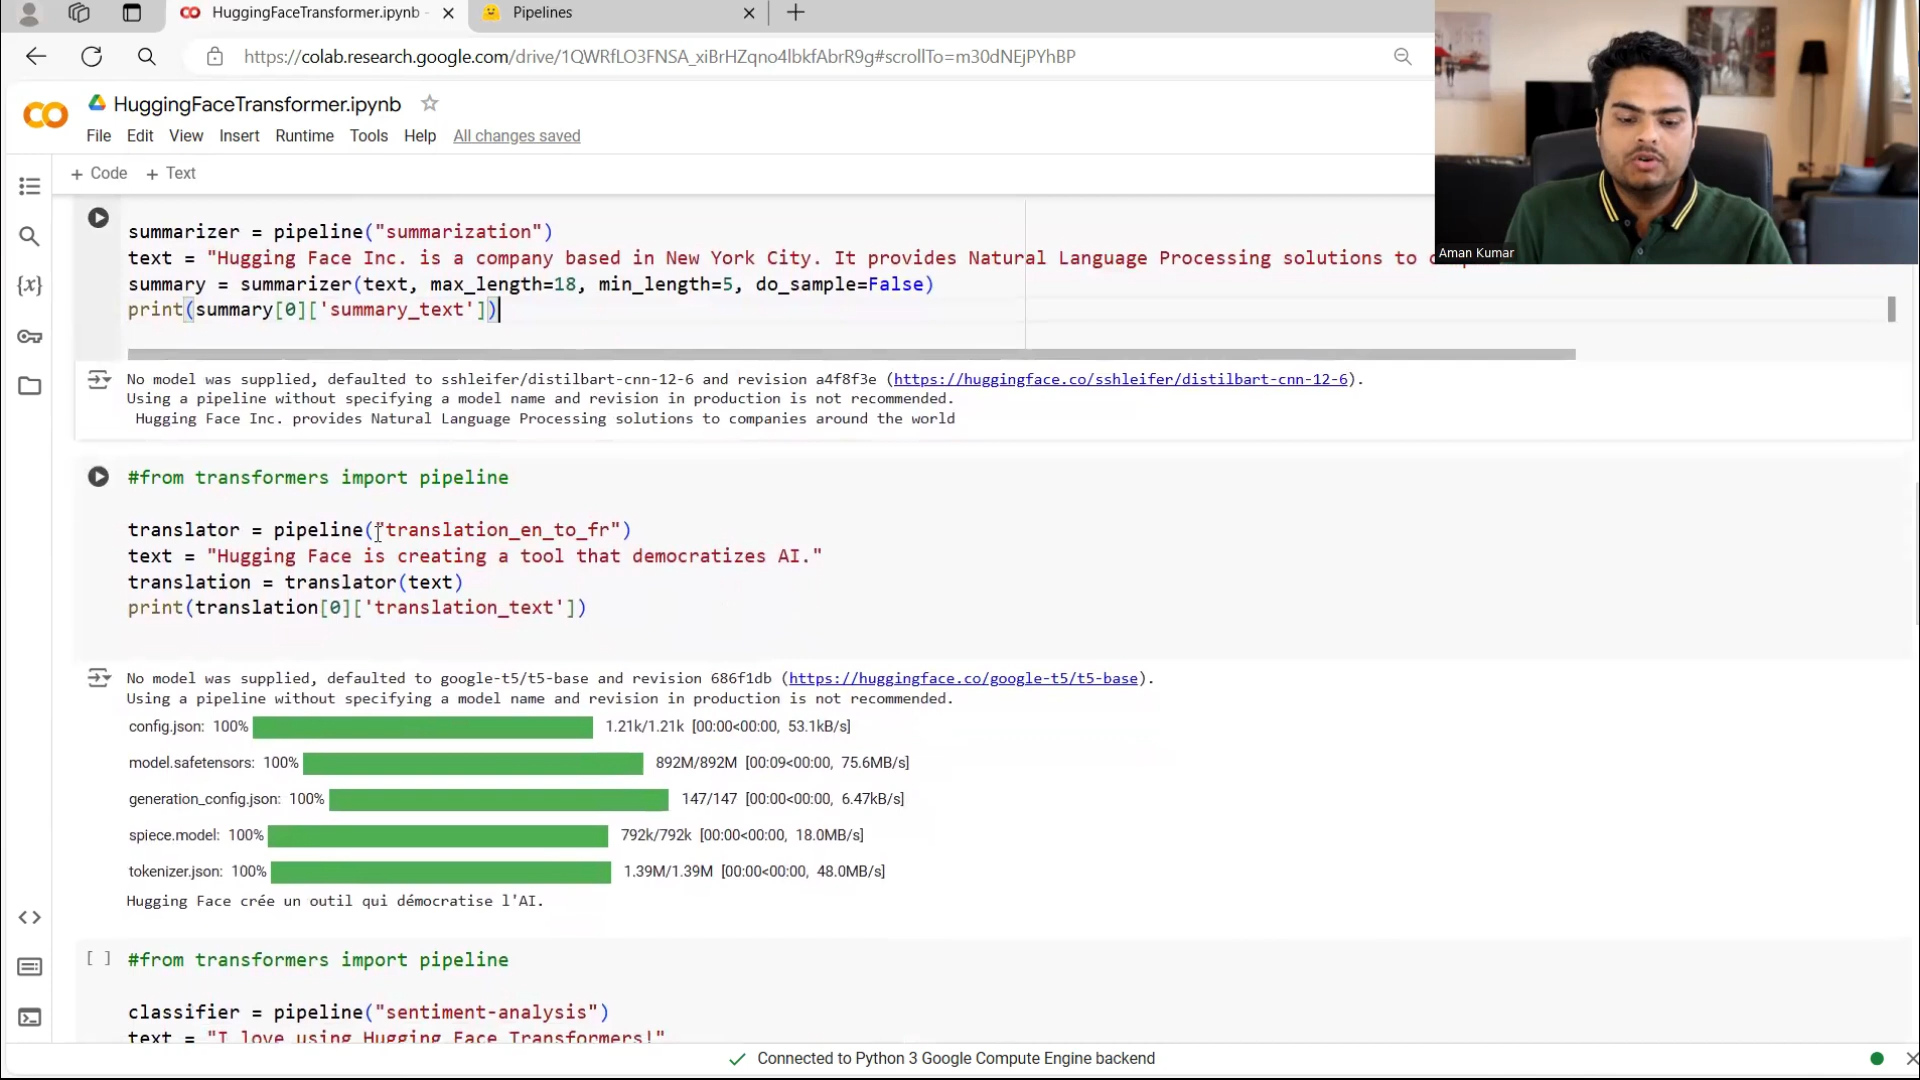 HuggingFaceTransformer.ipynb -
Pipelines
https://colab.research.google.com/drive/1QWRfLO3FNSA_xiBrHZqno4lbkfAbrR9g#scrollTo=m30dNEjPYhBP
HuggingFaceTransformer.ipynb
File Edit View Insert Runtime Tools Help All changes saved
+ Code + Text
summarizer = pipeline("summarization")
text = "Hugging Face Inc. is a company based in New York City. It provides Natural Language Processing solutions to
summary = summarizer(text, max_length=18, min_length=5, do_sample=False)
print(summary[0]['summary_text'])
Aman Kumar
No model was supplied, defaulted to sshleifer/distilbart-cnn-12-6 and revision a4f8f3e (https://huggingface.co/sshleifer/distilbart-cnn-12-6).
Using a pipeline without specifying a model name and revision in production is not recommended.
Hugging Face Inc. provides Natural Language Processing solutions to companies around the world
#from transformers import pipeline
translator = pipeline("translation_en_to_fr")
text = "Hugging Face is creating a tool that democratizes AI."
translation = translator(text)
print(translation[0]['translation_text'])
No model was supplied, defaulted to google-t5/t5-base and revision 686f1db (https://huggingface.co/google-t5/t5-base).
Using a pipeline without specifying a model name and revision in production is not recommended.
config.json: 100% 1.21k/1.21k [00:00<00:00, 53.1kB/s]
model.safetensors: 100% 892M/892M [00:09<00:00, 75.6MB/s]
generation_config.json: 100% 147/147 [00:00<00:00, 6.47kB/s]
spiece.model: 100% 792k/792k [00:00<00:00, 18.0MB/s]
tokenizer.json: 100% 1.39M/1.39M [00:00<00:00, 48.0MB/s]
Hugging Face crée un outil qui démocratise l'AI.
[ ] #from transformers import pipeline
classifier = pipeline("sentiment-analysis")
text = "I love using Hugging Face Transformers!"
Connected to Python 3 Google Compute Engine backend